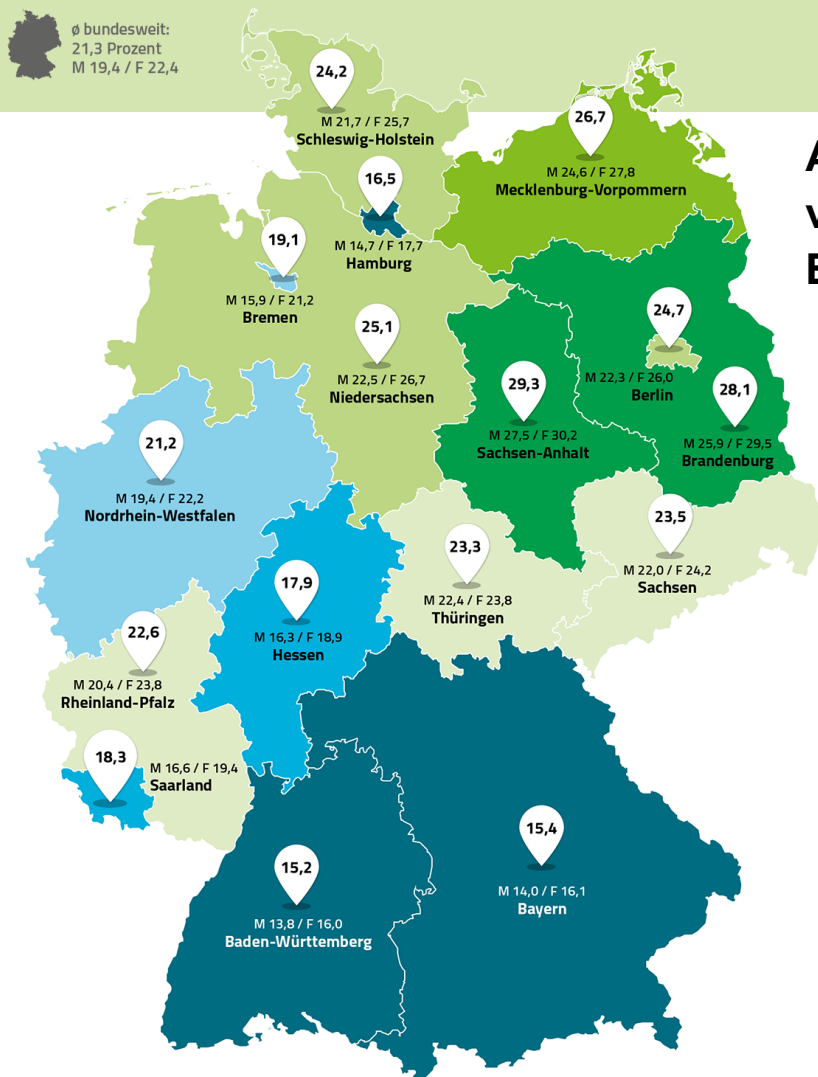 ø bundesweit:
21,3 Prozent
M 19,4 / F 22,4
24,2
M 21,7 / F 25,7
Schleswig-Holstein
26,7
M 24,6 / F 27,8
Mecklenburg-Vorpommern
16,5
M 14,7 / F 17,7
Hamburg
19,1
M 15,9 / F 21,2
Bremen
25,1
M 22,5 / F 26,7
Niedersachsen
24,7
M 22,3 / F 26,0
Berlin
29,3
M 27,5 / F 30,2
Sachsen-Anhalt
28,1
M 25,9 / F 29,5
Brandenburg
21,2
M 19,4 / F 22,2
Nordrhein-Westfalen
23,5
M 22,0 / F 24,2
Sachsen
23,3
M 22,4 / F 23,8
Thüringen
17,9
M 16,3 / F 18,9
Hessen
22,6
M 20,4 / F 23,8
Rheinland-Pfalz
18,3
M 16,6 / F 19,4
Saarland
15,4
M 14,0 / F 16,1
Bayern
15,2
M 13,8 / F 16,0
Baden-Württemberg